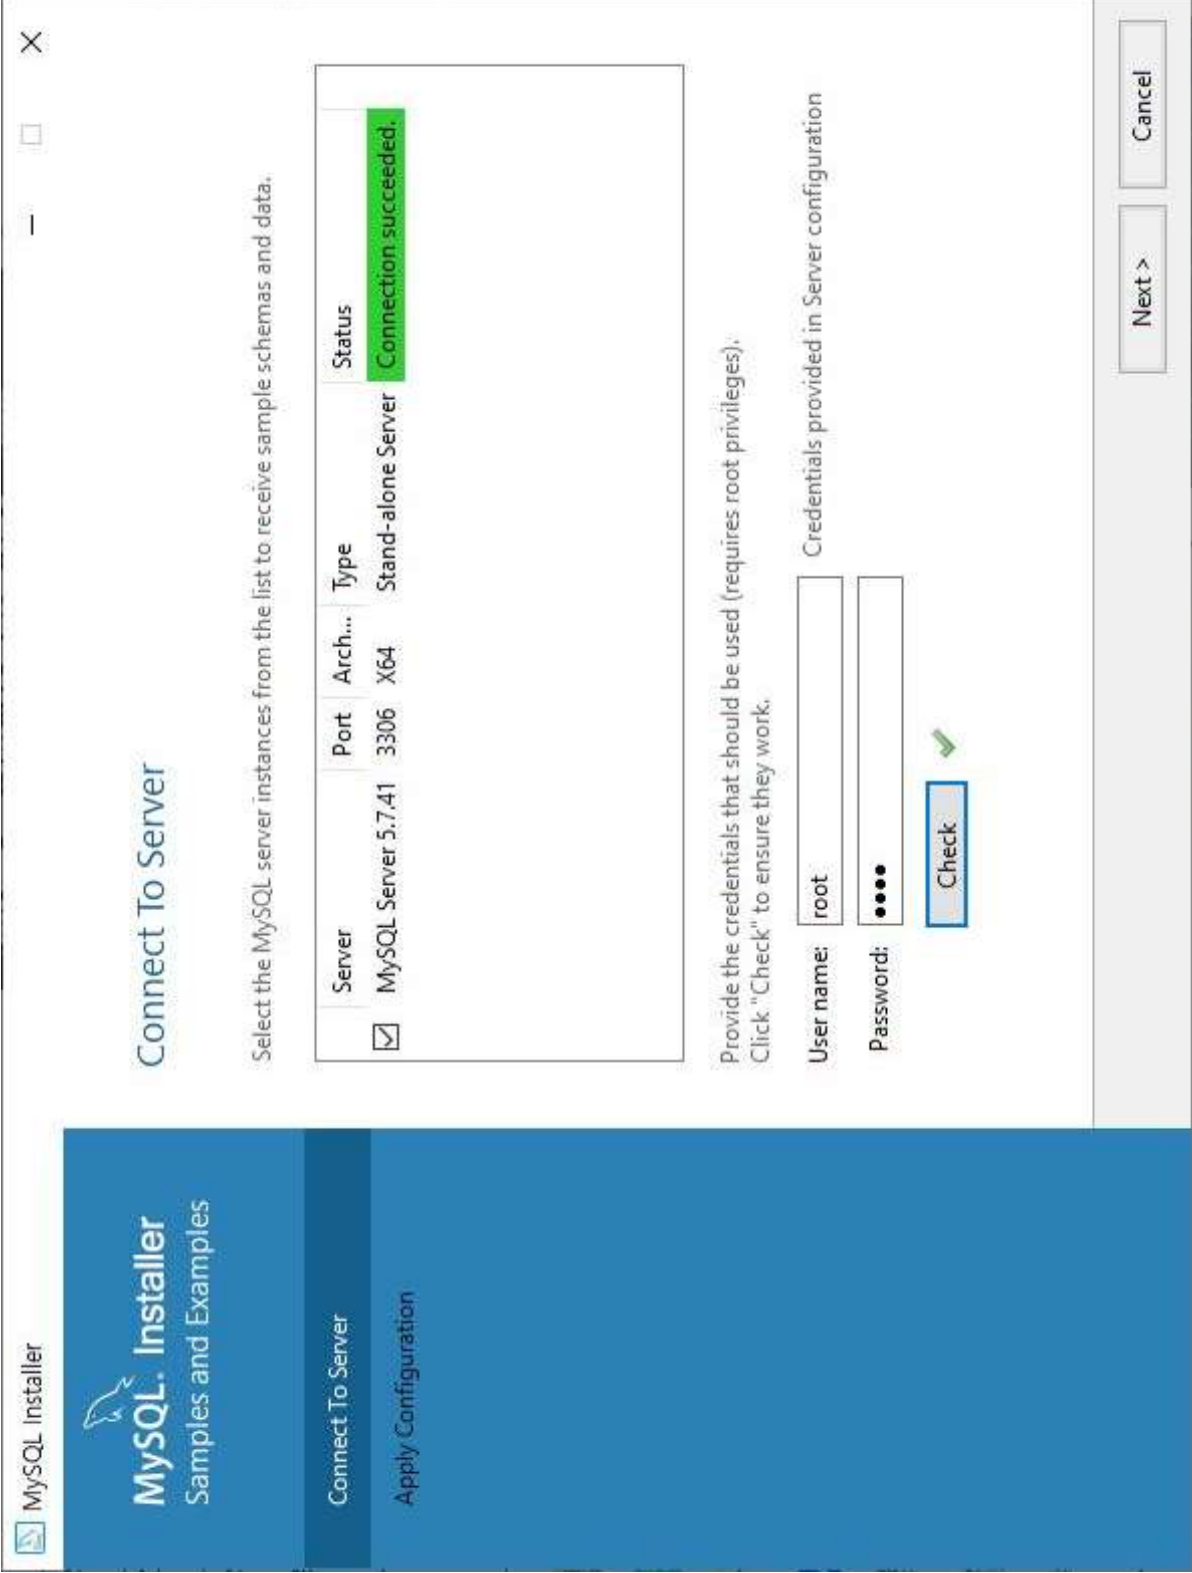 MySQL Installer
MySQL. Installer
Samples and Examples
Connect To Server
Apply Configuration
Connect To Server
Select the MySQL server instances from the list to receive sample schemas and data.
Server Port Arch... Type Status
MySQL Server 5.7.41 3306 X64 Stand-alone Server Connection succeeded.
Provide the credentials that should be used (requires root privileges).
Click "Check" to ensure they work.
User name: root Credentials provided in Server configuration
Password: ●●●●
Check
Next > Cancel